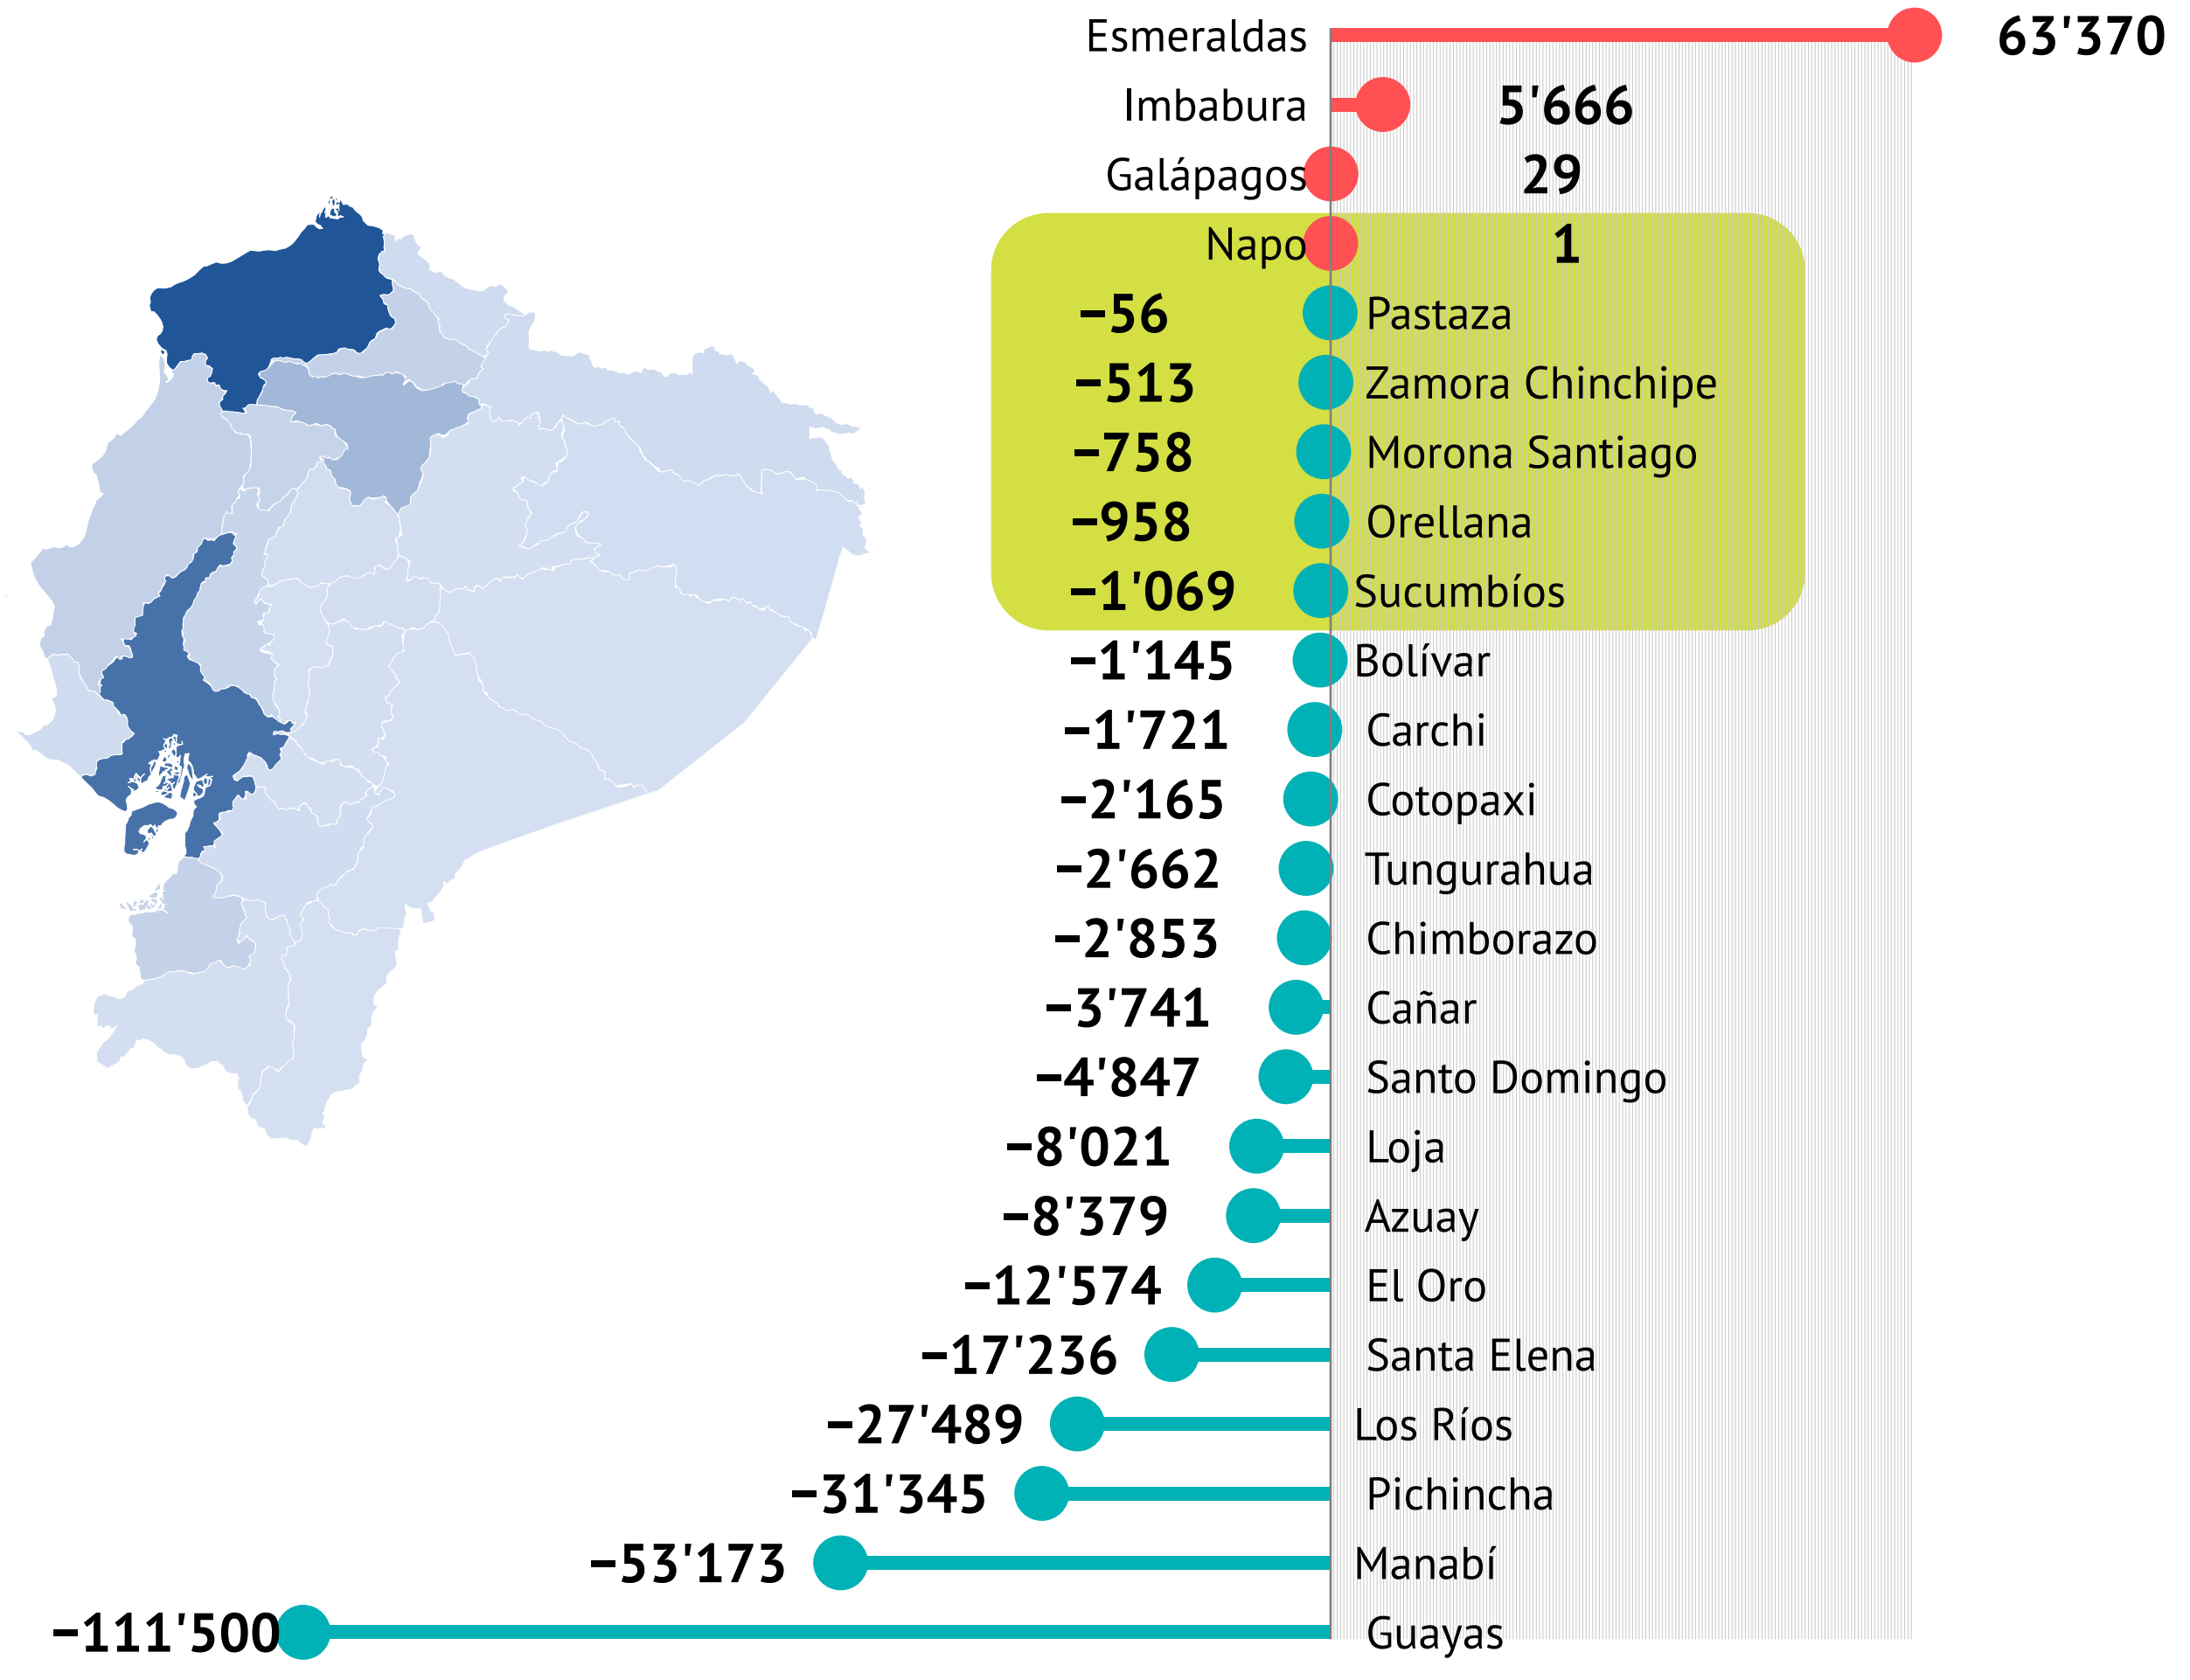 Esmeraldas 63'370
Imbabura 5'666
Galápagos 29
Napo 1
−56 Pastaza
−513 Zamora Chinchipe
−758 Morona Santiago
−958 Orellana
−1'069 Sucumbíos
−1'145 Bolívar
−1'721 Carchi
−2'165 Cotopaxi
−2'662 Tungurahua
−2'853 Chimborazo
−3'741 Cañar
−4'847 Santo Domingo
−8'021 Loja
−8'379 Azuay
−12'574 El Oro
−17'236 Santa Elena
−27'489 Los Ríos
−31'345 Pichincha
−53'173 Manabí
−111'500 Guayas